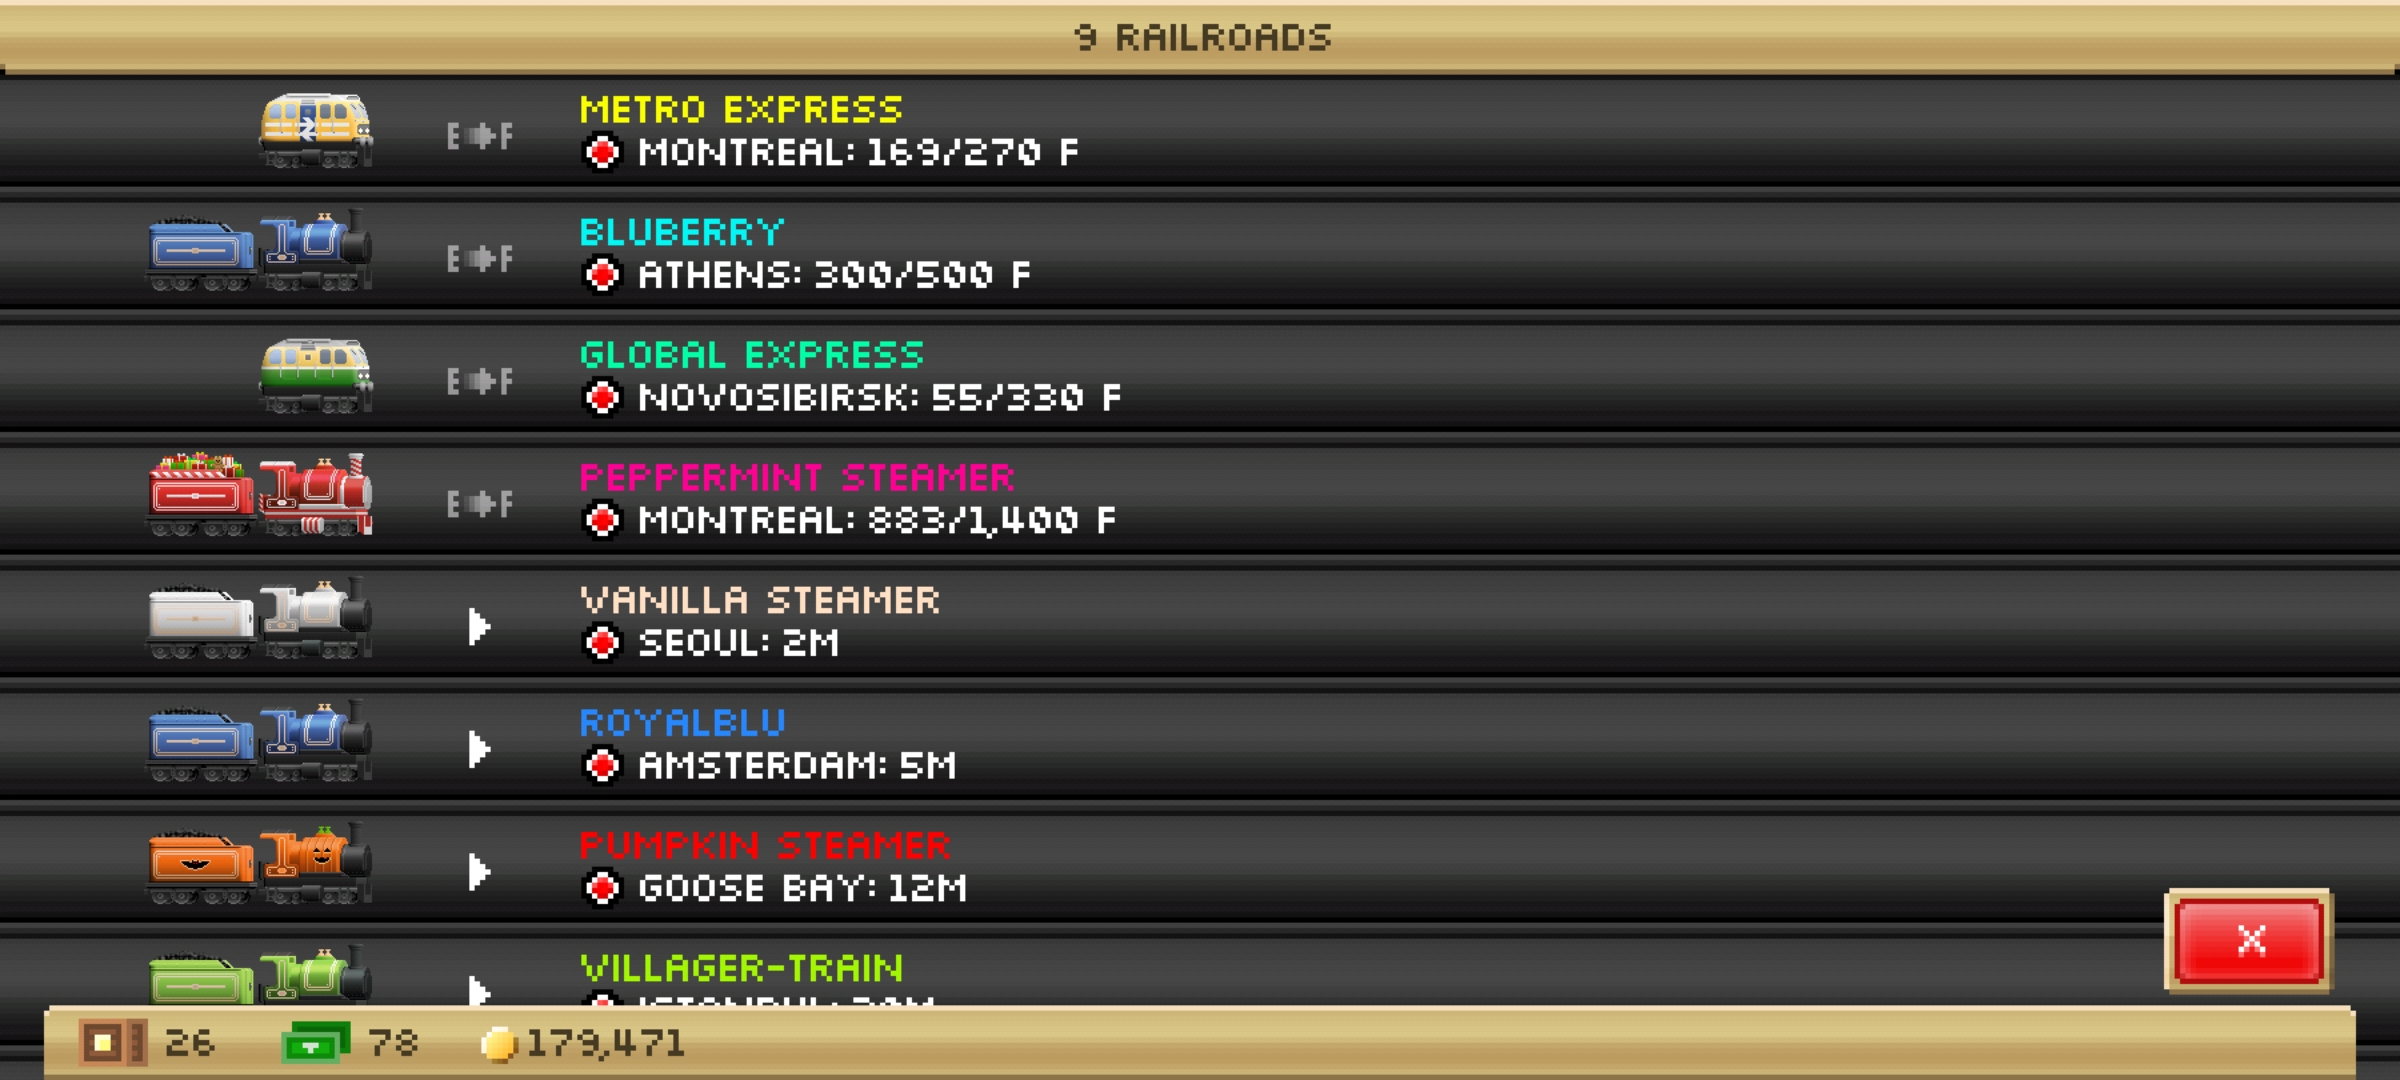 9 RAILROADS
METRO EXPRESS
E F
MONTREAL: 169/270 F
BLUBERRY
E F
ATHENS: 300/500 F
GLOBAL EXPRESS
E F
NOVOSIBIRSK: 55/330 F
PEPPERMINT STEAMER
E F
MONTREAL: 883/1,400 F
VANILLA STEAMER
SEOUL: 2M
ROYALBLU
AMSTERDAM: 5M
PUMPKIN STEAMER
GOOSE BAY: 12M
X
VILLAGER-TRAIN
26 78 179,471